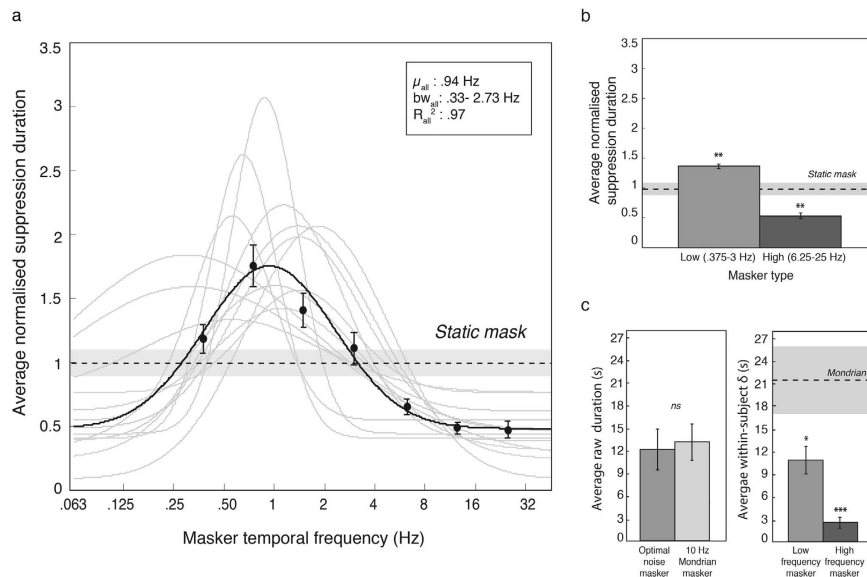 a
Average normalised suppression duration
3.5
3
2.5
2
1.5
1
0.5
0
μall : .94 Hz
bwall: .33- 2.73 Hz
Rall² : .97
Static mask
.063 .125 .25 .50 1 2 4 8 16 32
Masker temporal frequency (Hz)
b
Average normalised
suppression duration
3.5
3
2.5
2
1.5
1
0.5
0
**
Static mask
**
Low (.375-3 Hz) High (6.25-25 Hz)
Masker type
c
Average raw duration (s)
27
24
21
18
15
12
9
6
3
0
ns
Optimal 10 Hz
noise Mondrian
masker masker
Avergae within-subject δ (s)
27
24
21
18
15
12
9
6
3
0
Mondrian
*
***
Low High
frequency frequency
masker masker